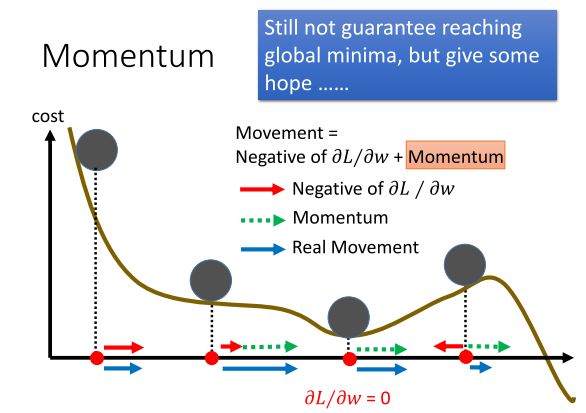 Momentum
Still not guarantee reaching
global minima, but give some
hope ……
cost
Movement =
Negative of ∂L/∂w + Momentum
Negative of ∂L / ∂w
Momentum
Real Movement
∂L/∂w = 0